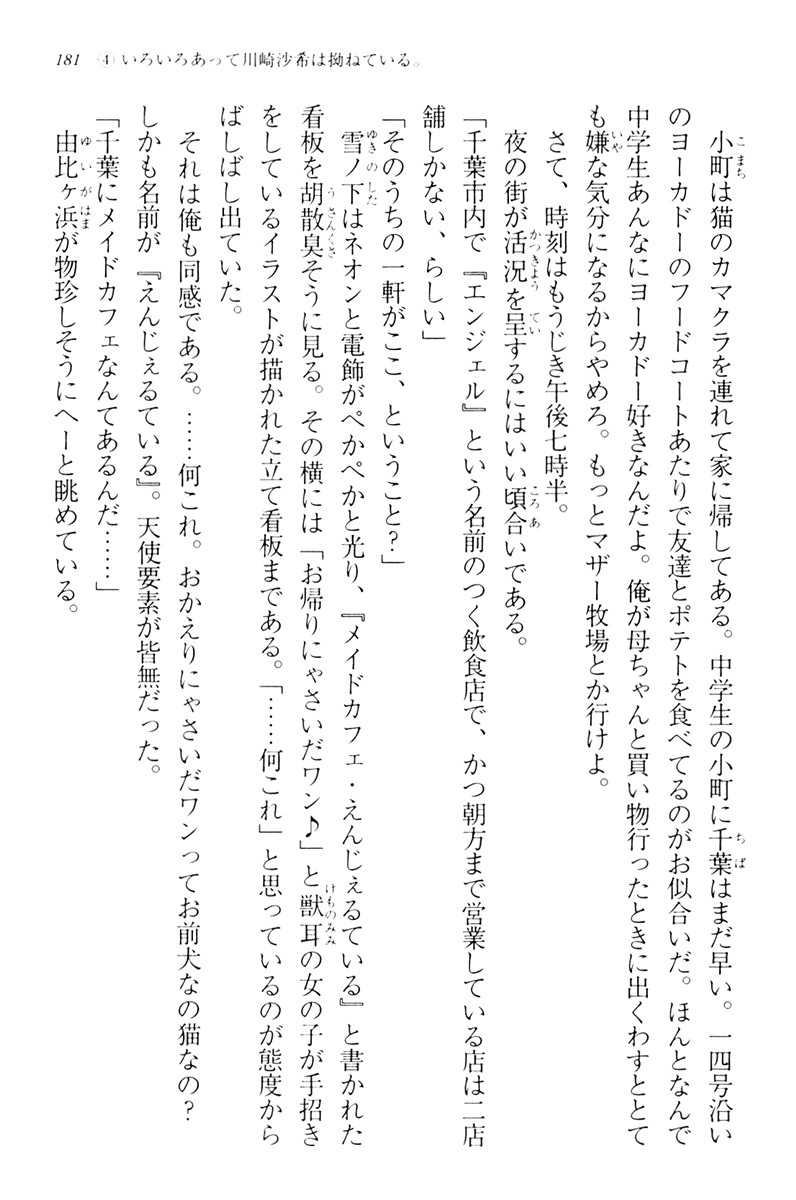 181 ④いろいろあって川崎沙希は拗ねている。
小町は猫のカマクラを連れて家に帰してある。中学生の小町に千葉はまだ早い。一四号沿い
のヨーカドーのフードコートあたりで友達とポテトを食べてるのがお似合いだ。ほんとなんで
中学生あんなにヨーカドー好きなんだよ。俺が母ちゃんと買い物行ったときに出くわすととて
も嫌な気分になるからやめろ。もっとマザー牧場とか行けよ。
さて、時刻はもうじき午後七時半。
夜の街が活況を呈するにはいい頃合いである。
「千葉市内で『エンジェル』という名前のつく飲食店で、かつ朝方まで営業している店は二店
舗しかない、らしい」
「そのうちの一軒がここ、ということ?」
雪ノ下はネオンと電飾がぺかぺかと光り、『メイドカフェ・えんじぇるている』と書かれた
看板を胡散臭そうに見る。その横には「お帰りにゃさいだワン♪」と獣耳の女の子が手招き
をしているイラストが描かれた立て看板まである。「……何これ」と思っているのが態度から
ばしばし出ていた。
それは俺も同感である。……何これ。おかえりにゃさいだワンってお前犬なの猫なの?
しかも名前が『えんじぇるている』。天使要素が皆無だった。
「千葉にメイドカフェなんてあるんだ……」
由比ヶ浜が物珍しそうにへーと眺めている。